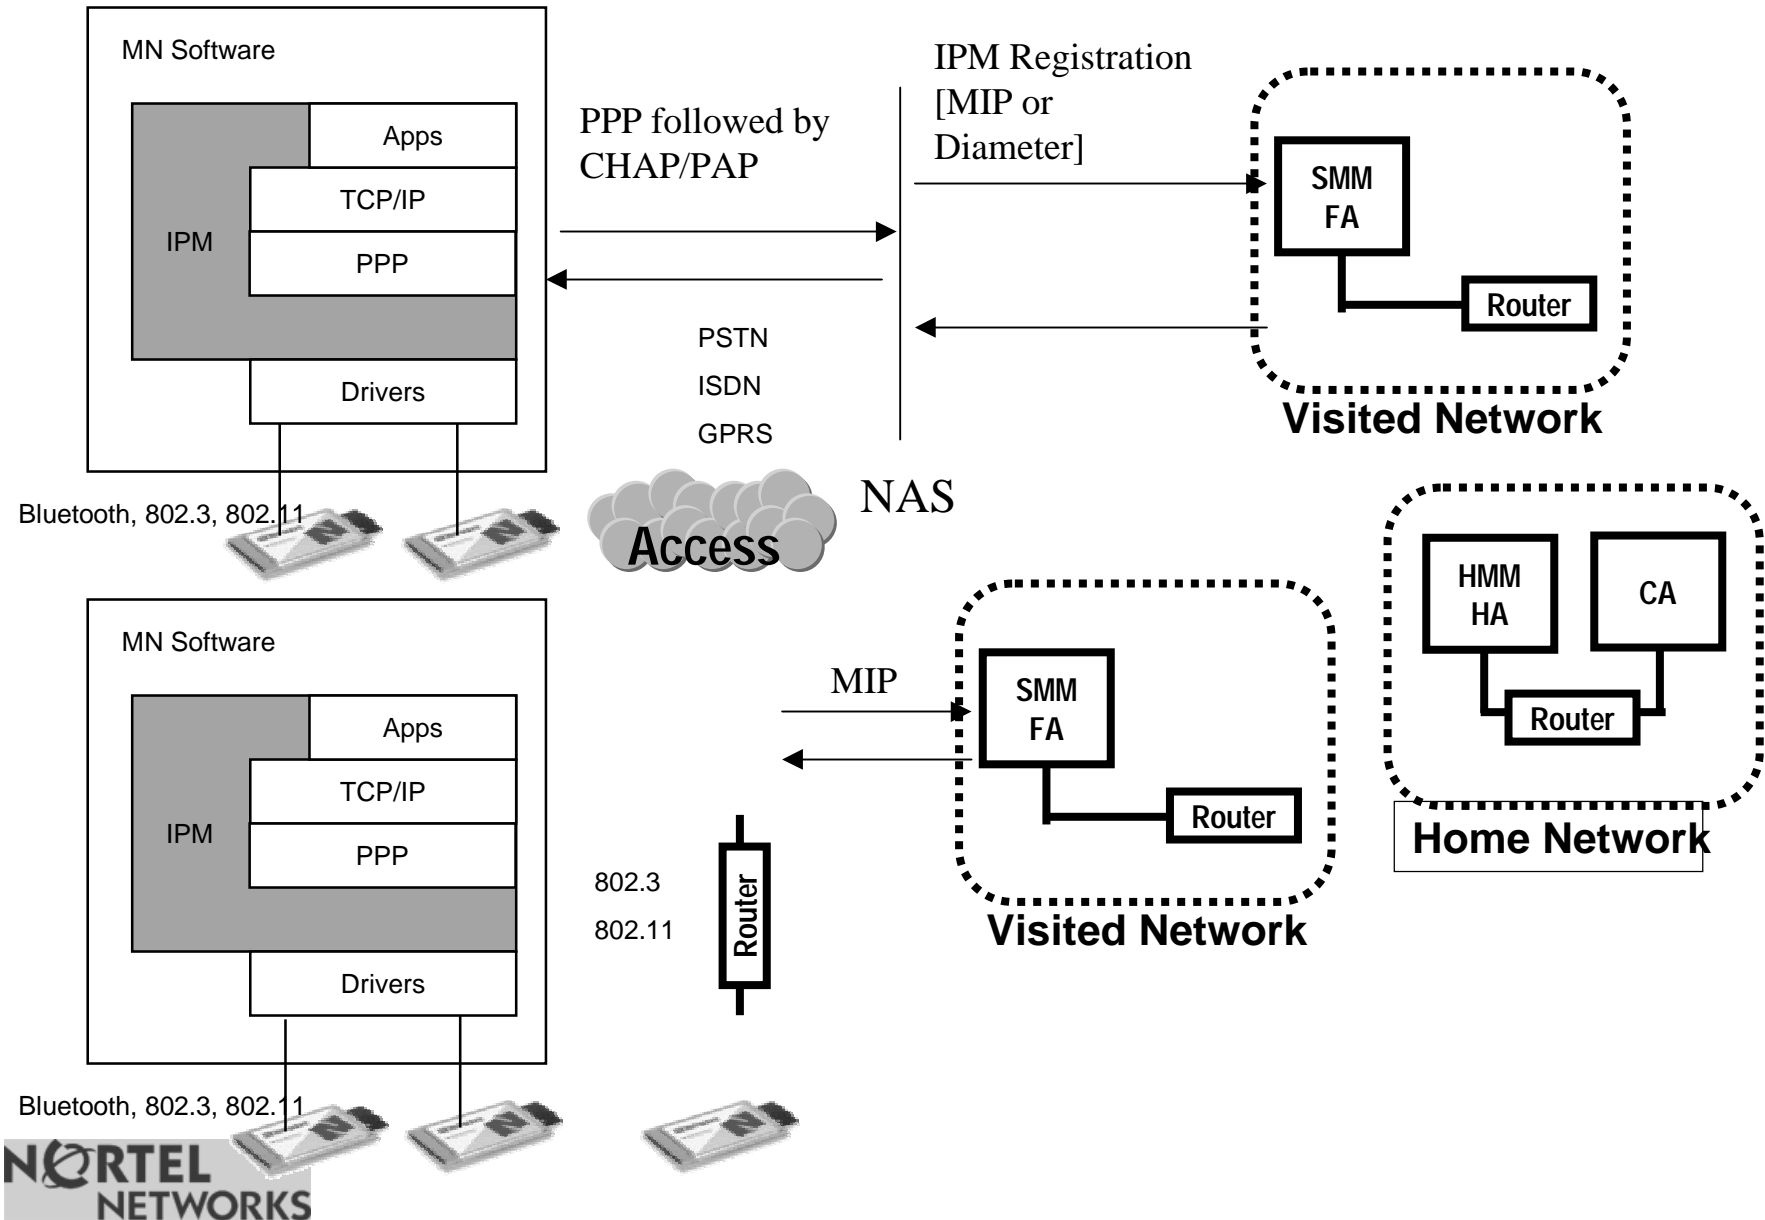 MN Software
Apps
TCP/IP
IPM
PPP
Drivers
Bluetooth, 802.3, 802.11
PPP followed by
CHAP/PAP
PSTN
ISDN
GPRS
Access
NAS
IPM Registration
[MIP or
Diameter]
SMM
FA
Router
Visited Network
HMM
HA
CA
Router
Home Network
MN Software
Apps
TCP/IP
IPM
PPP
Drivers
Bluetooth, 802.3, 802.11
802.3
802.11
Router
MIP
SMM
FA
Router
Visited Network
NORTEL
NETWORKS